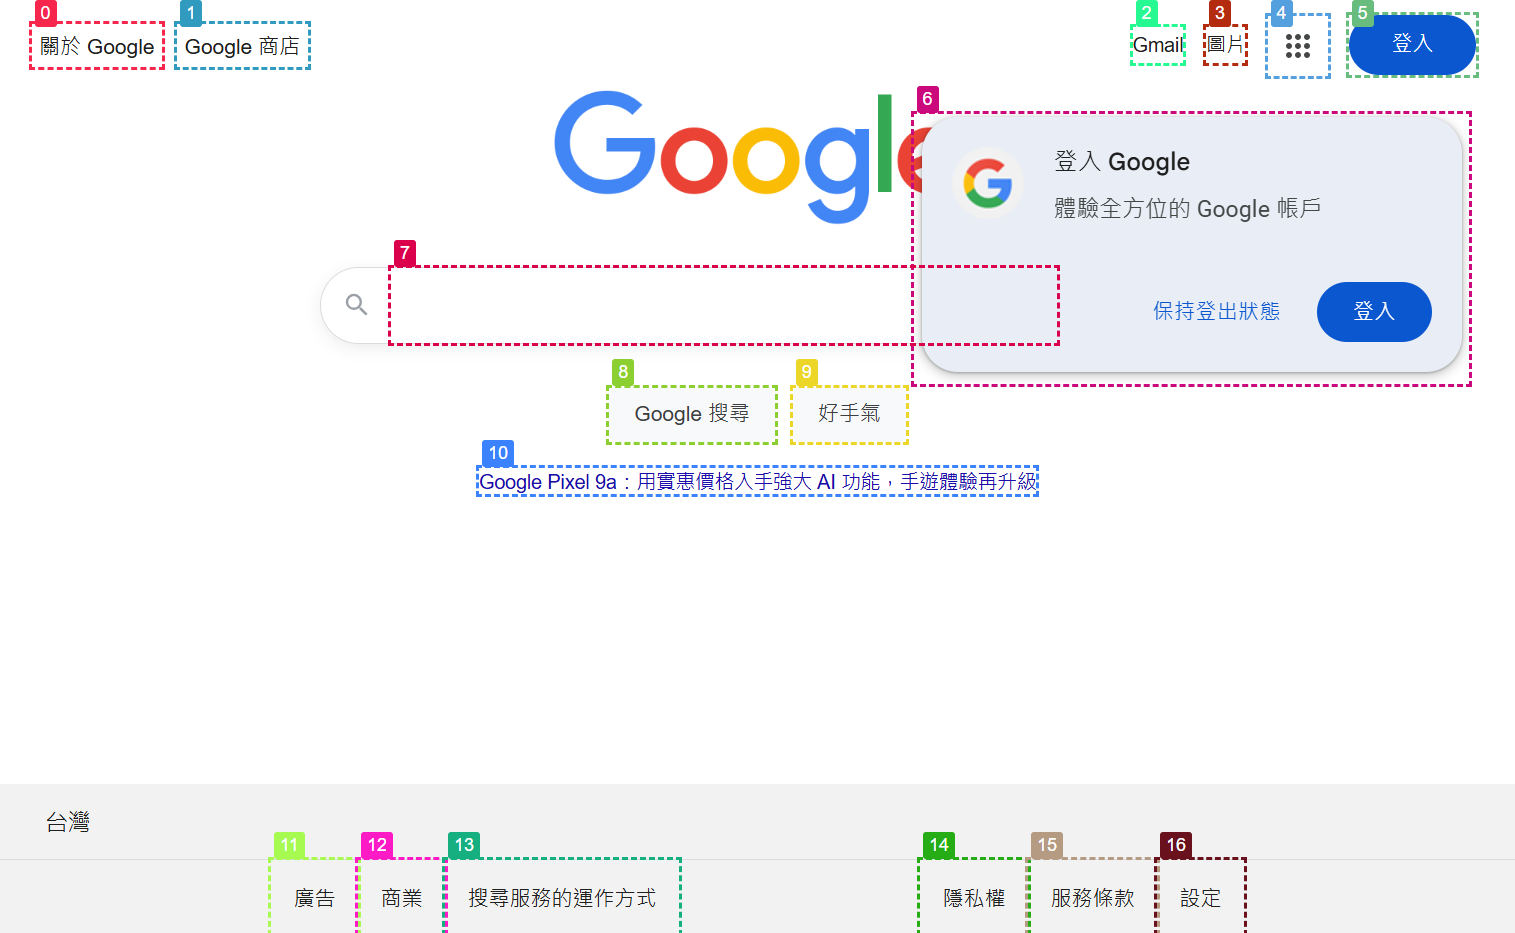 0
1
2
3
4
5
關於 Google
Google 商店
Gmail
圖片
登入
6
Google
登入 Google
體驗全方位的 Google 帳戶
7
保持登出狀態
登入
8
9
Google 搜尋
好手氣
10
Google Pixel 9a：用實惠價格入手強大 AI 功能，手遊體驗再升級
台灣
11
12
13
14
15
16
廣告
商業
搜尋服務的運作方式
隱私權
服務條款
設定